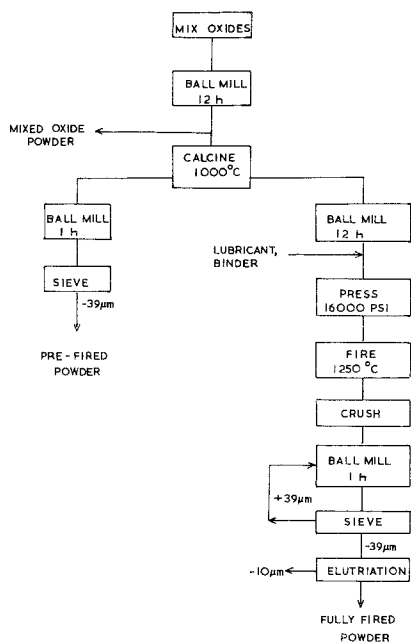 MIX OXIDES
BALL MILL
12 h
MIXED OXIDE
POWDER
CALCINE
1000°C
BALL MILL
1 h
SIEVE
-39μm
PRE-FIRED
POWDER
BALL MILL
12 h
LUBRICANT,
BINDER
PRESS
16000 PSI
FIRE
1250 °C
CRUSH
BALL MILL
1 h
+39μm
SIEVE
-39μm
ELUTRIATION
-10μm
FULLY FIRED
POWDER